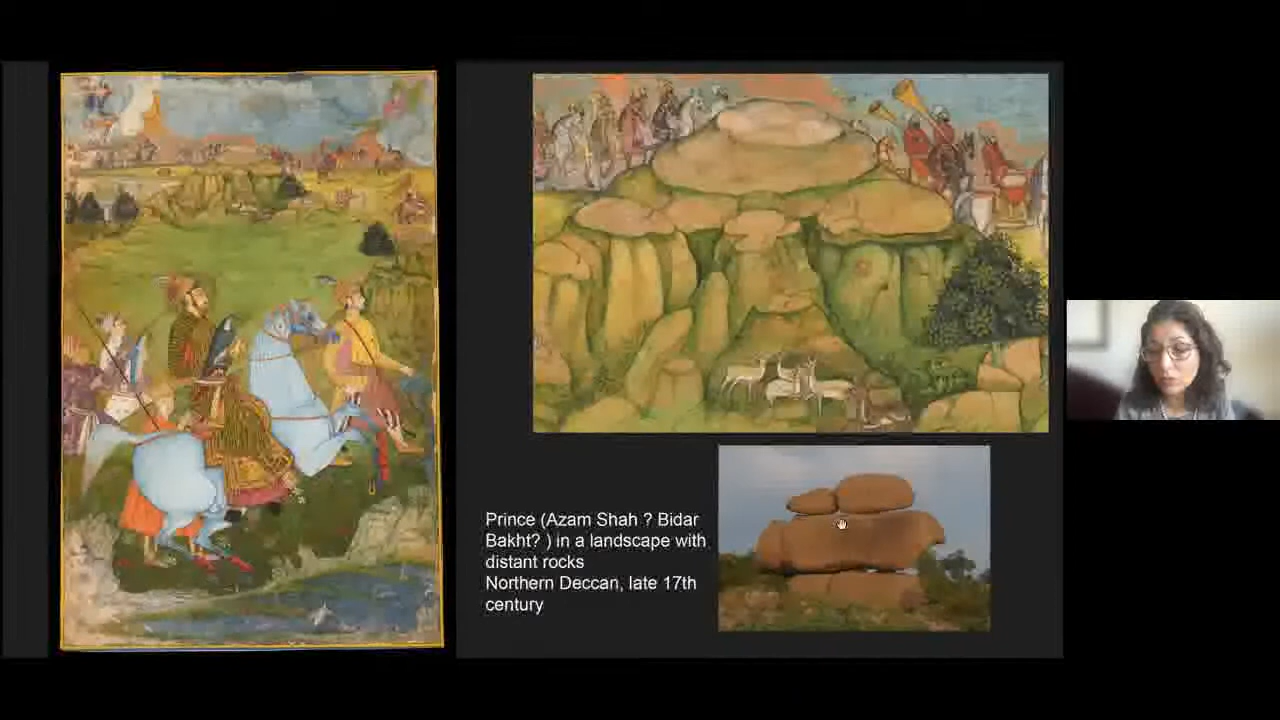 Prince (Azam Shah ? Bidar
Bakht? ) in a landscape with
distant rocks
Northern Deccan, late 17th
century